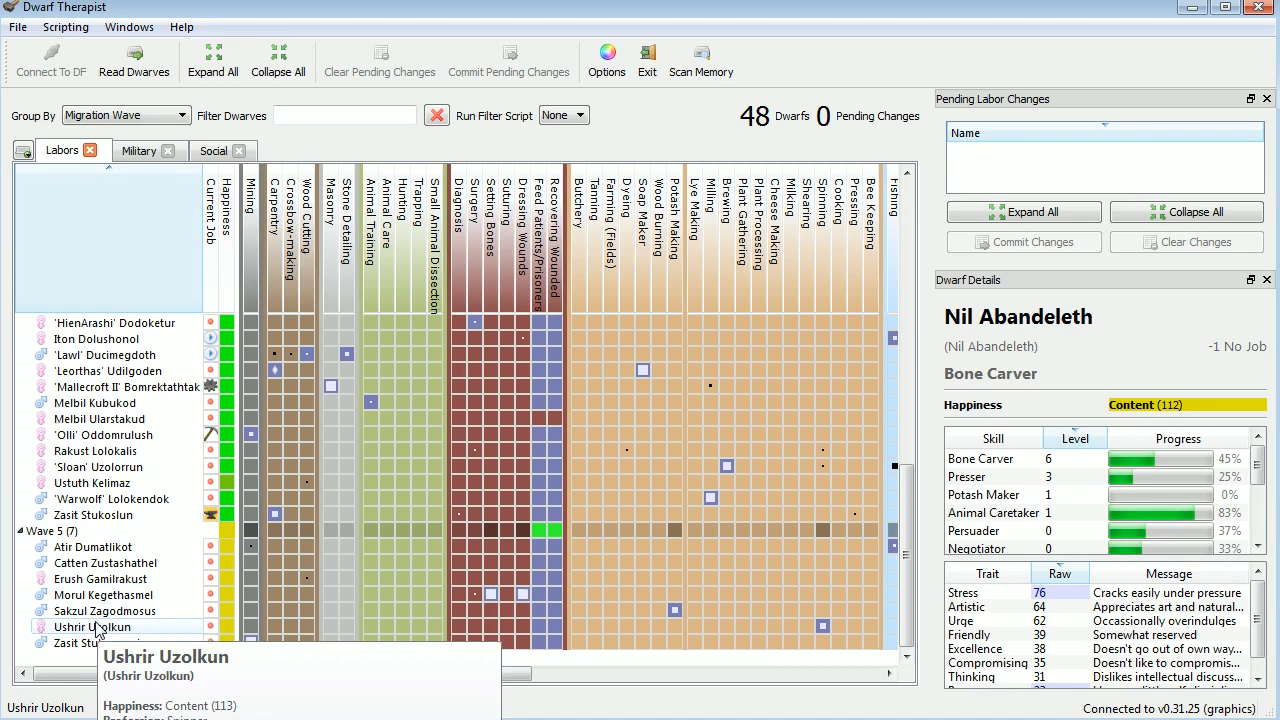 Dwarf Therapist
File Scripting Windows Help
Connect To DF Read Dwarves Expand All Collapse All Clear Pending Changes Commit Pending Changes Options Exit Scan Memory
Group By Migration Wave Filter Dwarves Run Filter Script None 48 Dwarfs 0 Pending Changes
Labors Military Social
Current Job
Happiness
Mining
Carpentry
Crossbow-making
Wood Cutting
Masonry
Stone Detailing
Animal Training
Animal Care
Hunting
Trapping
Small Animal Dissection
Diagnosis
Surgery
Setting Bones
Suturing
Dressing Wounds
Feed Patients/Prisoners
Recovering Wounded
Butchery
Tanning
Farming (Fields)
Dyeing
Soap Maker
Wood Burning
Potash Making
Lye Making
Milling
Brewing
Plant Gathering
Plant Processing
Cheese Making
Milking
Shearing
Spinning
Cooking
Pressing
Bee Keeping
Fishing
'HienArashi' Dodoketur
Iton Dolushonol
'Lawl' Ducimegdoth
'Leorthas' Udilgoden
'Mallecroft II' Bomrektathtak
Melbil Kubukod
Melbil Ularstakud
'Olli' Oddomrulush
Rakust Lolokalis
'Sloan' Uzolorrun
Ustuth Kelimaz
'Warwolf' Lolokendok
Zasit Stukoslun
Wave 5 (7)
Atir Dumatlikot
Catten Zustashathel
Erush Gamilrakust
Morul Kegethasmel
Sakzul Zagodmosus
Ushrir Uzolkun
Zasit Stu
Ushrir Uzolkun
(Ushrir Uzolkun)
Happiness: Content (113)
Profession: Spinner
Pending Labor Changes
Name
Expand All Collapse All
Commit Changes Clear Changes
Dwarf Details
Nil Abandeleth
(Nil Abandeleth) -1 No Job
Bone Carver
Happiness Content (112)
Skill Level Progress
Bone Carver 6 45%
Presser 3 25%
Potash Maker 1 0%
Animal Caretaker 1 83%
Persuader 0 37%
Negotiator 0 33%
Trait Raw Message
Stress 76 Cracks easily under pressure
Artistic 64 Appreciates art and natural...
Urge 62 Occasionally overindulges
Friendly 39 Somewhat reserved
Excellence 38 Doesn't go out of own way...
Compromising 35 Doesn't like to compromis...
Thinking 31 Dislikes intellectual discuss...
Ushrir Uzolkun Connected to v0.31.25 (graphics)